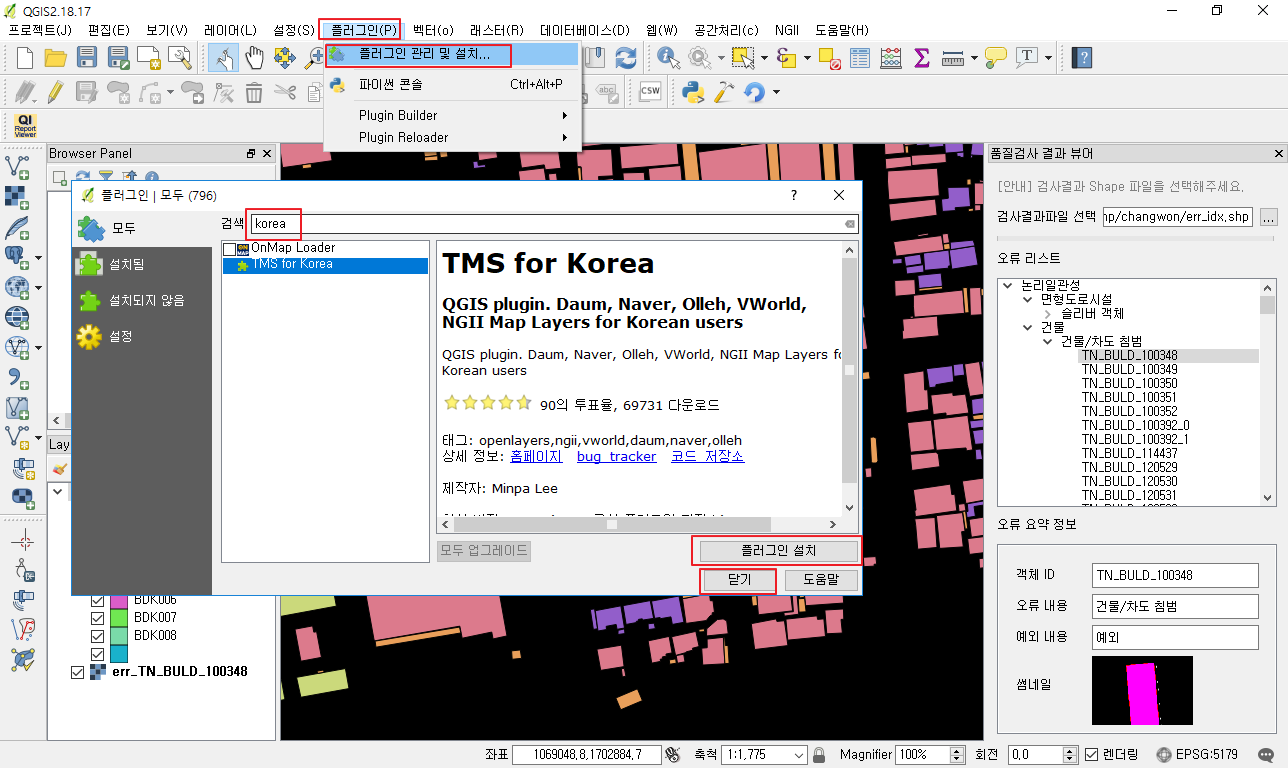 QGIS2.18.17
프로젝트(J) 편집(E) 보기(V) 레이어(L) 설정(S) 플러그인(P) 벡터(o) 래스터(R) 데이터베이스(D) 웹(W) 공간처리(c) NGII 도움말(H)
플러그인 관리 및 설치...
파이썬 콘솔 Ctrl+Alt+P
Plugin Builder
Plugin Reloader
abc
CSW
QI
Report
Viewer
Browser Panel
플러그인 | 모두 (796)
모두
설치됨
설치되지 않음
설정
검색 korea
OnMap Loader
TMS for Korea
TMS for Korea
QGIS plugin. Daum, Naver, Olleh, VWorld,
NGII Map Layers for Korean users
QGIS plugin. Daum, Naver, Olleh, VWorld, NGII Map Layers fo
Korean users
90의 투표율, 69731 다운로드
태그: openlayers,ngii,vworld,daum,naver,olleh
상세 정보: 홈페이지 bug tracker 코드 저장소
제작자: Minpa Lee
모두 업그레이드
플러그인 설치
닫기
도움말
Lay
BDK006
BDK007
BDK008
err_TN_BULD_100348
품질검사 결과 뷰어
[안내] 검사결과 Shape 파일을 선택해주세요.
검사결과파일 선택 np/changwon/err_idx.shp ...
오류 리스트
논리일관성
면형도로시설
슬리버 객체
건물
건물/차도 침범
TN_BULD_100348
TN_BULD_100349
TN_BULD_100350
TN_BULD_100351
TN_BULD_100352
TN_BULD_100392_0
TN_BULD_100392_1
TN_BULD_114437
TN_BULD_120529
TN_BULD_120530
TN_BULD_120531
오류 요약 정보
객체 ID TN_BULD_100348
오류 내용 건물/차도 침범
예외 내용 예외
썸네일
좌표 1069048,8,1702884,7 축척 1:1,775 Magnifier 100% 회전 0,0 렌더링 EPSG:5179